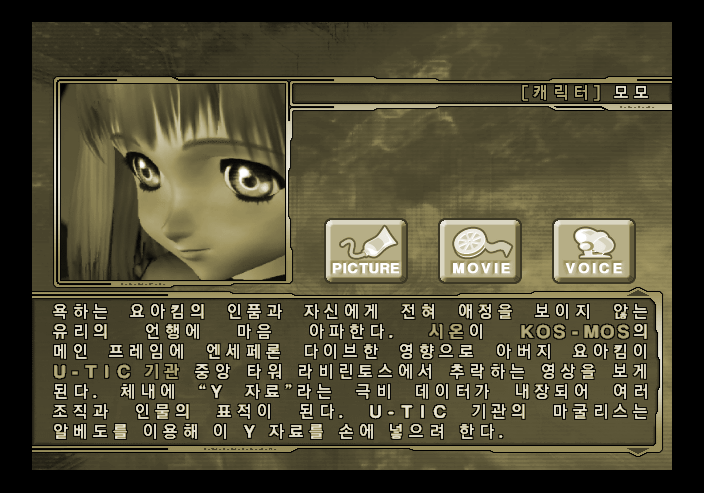 [캐릭터] 모모
PICTURE MOVIE VOICE
욕하는 요아킴의 인품과 자신에게 전혀 애정을 보이지 않는
유리의 언행에 마음 아파한다. 시온이 KOS-MOS의
메인 프레임에 엔세페론 다이브한 영향으로 아버지 요아킴이
U-TIC 기관 중앙 타워 라비린토스에서 추락하는 영상을 보게
된다. 체내에 “Y 자료”라는 극비 데이터가 내장되어 여러
조직과 인물의 표적이 된다. U-TIC 기관의 마굴리스는
알베도를 이용해 이 Y 자료를 손에 넣으려 한다.